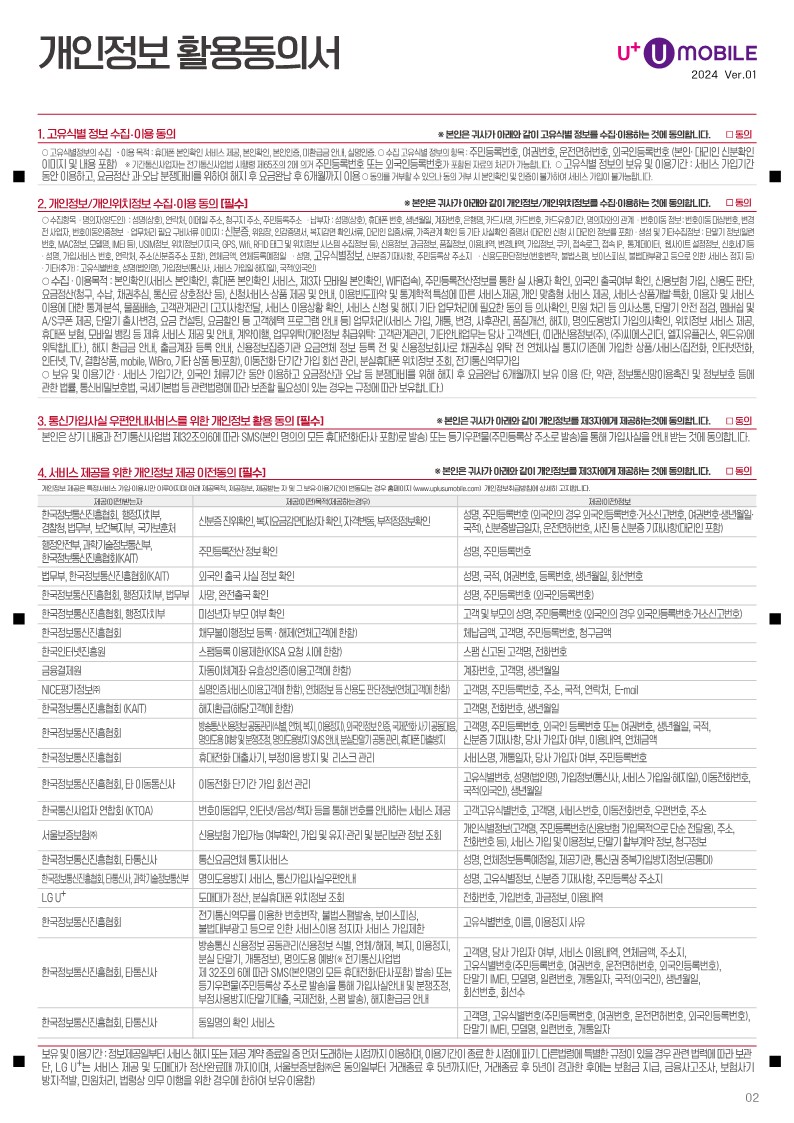 개인정보 활용동의서
U+ U MOBILE
2024 Ver.01
1. 고유식별 정보 수집·이용 동의 ※ 본인은 귀사가 아래와 같이 고유식별 정보를 수집·이용하는 것에 동의합니다. □ 동의
○ 고유식별정보의 수집 - 이용 목적 : 휴대폰 본인확인 서비스 제공, 본인확인, 본인인증, 이환급금 안내, 실명인증. ○ 수집 고유식별 정보의 항목 : 주민등록번호, 여권번호, 운전면허번호, 외국인등록번호 (본인· 대리인 신분확인
이미지 및 내용 포함) ※ 기간통신사업자는 전기통신사업법 시행령 제65조의 2에 의거 주민등록번호 또는 외국인등록번호가 포함된 자료의 처리가 가능합니다. ○ 고유식별 정보의 보유 및 이용기간 : 서비스 가입기간
동안 이용하고, 요금정산 과·오납 분쟁대비를 위하여 해지 후 요금완납 후 6개월까지 이용 ○ 동의를 거부할 수 있으나 동의 거부 시 본인확인 및 인증이 불가하여 서비스 가입이 불가능합니다.
2. 개인정보/개인위치정보 수집·이용 동의 [필수] ※ 본인은 귀사가 아래와 같이 개인정보/개인위치정보를 수집·이용하는 것에 동의합니다. □ 동의
○ 수집항목 · 명의자(양도인) : 성명(상호), 연락처, 이메일 주소, 청구지 주소, 주민등록주소 · 납부자 : 성명(상호), 휴대폰 번호, 생년월일, 계좌번호, 은행명, 카드사명, 카드번호, 카드유효기간, 명의자와의 관계 · 번호이동 정보 : 번호이동 대상번호, 변경
전 사업자, 번호이동인증정보 · 업무처리 필요 구비서류 이미지 : 신분증, 위임장, 인감증명서, 복지감면 확인서류, 대리인 입증서류, 가족관계 확인 등 기타 사실확인 증명서 (대리인 신청 시 대리인 정보를 포함) · 생성 및 기타수집정보 : 단말기 정보(일련
번호, MAC정보, 모델명, IMEI 등), USIM정보, 위치정보(기지국, GPS, Wifi, RFID 테그 및 위치정보 시스템 수집정보 등), 신용정보, 과금정보, 품질정보, 이용내역, 변경내역, 가입정보, 쿠키, 접속로그, 접속 IP, 통계데이터, 웹사이트 설정정보, 신호세기 등
· 성명, 가입서비스 번호, 연락처, 주소(신분증주소 포함), 연체금액, 연체등록예정일 · 성명, 고유식별정보, 신분증기재사항, 주민등록상 주소지 · 신용도판단정보(번호변작, 불법스팸, 보이스피싱, 불법대부광고 등으로 인한 서비스 정지 등)
· 기타(추가) : 고유식별번호, 성명(법인명), 가입정보(통신사, 서비스 가입일·해지일), 국적(외국인)
○ 수집 · 이용목적 : 본인확인(서비스 본인확인, 휴대폰 본인확인 서비스, 제3자 모바일 본인확인, WIFI접속), 주민등록전산정보를 통한 실 사용자 확인, 외국인 출국여부 확인, 신용보험 가입, 신용도 판단,
요금정산(청구, 수납, 채권추심, 통신료 상호정산 등), 신청서비스·상품 제공 및 안내, 이용빈도파악 및 통계학적 특성에 따른 서비스제공, 개인 맞춤형 서비스 제공, 서비스·상품개발 특화, 이용자 및 서비스
이용에 대한 통계분석, 물품배송, 고객관계관리 [고지사항전달, 서비스 이용상황 확인, 서비스 신청 및 해지 기타 업무처리에 필요한 동의 등 의사확인, 민원 처리 등 의사소통, 단말기 안전 점검, 멤버쉽 및
A/S쿠폰 제공, 단말기 출시·변경, 요금 컨설팅, 요금할인 등 고객혜택 프로그램 안내 등] 업무처리(서비스 가입, 개통, 변경, 사후관리, 품질개선, 해지), 명의도용방지 가입의사확인, 위치정보 서비스 제공,
휴대폰 보험, 모바일 뱅킹 등 제휴 서비스 제공 및 안내, 계약이행, 업무위탁(개인정보 취급위탁: 고객관계관리, 기타안내업무는 당사 고객센터, (미래신용정보(주), (주)씨에스리더, 엘지유플러스, 위드유)에
위탁합니다.), 해지 환급금 안내, 출금계좌 등록 안내, 신용정보집중기관 요금연체 정보 등록 전 및 신용정보회사로 채권추심 위탁 전 연체사실 통지(기존에 가입한 상품/서비스(집전화, 인터넷전화,
인터넷, TV, 결합상품, mobile, WiBro, 기타 상품 등)포함), 이동전화 단기간 가입 회선 관리, 분실휴대폰 위치정보 조회, 전기통신역무가입
○ 보유 및 이용기간 · 서비스 가입기간, 외국인 체류기간 동안 이용하고 요금정산과 오납 등 분쟁대비를 위해 해지 후 요금완납 6개월까지 보유 이용 (단, 약관, 정보통신망이용촉진 및 정보보호 등에
관한 법률, 통신비밀보호법, 국세기본법 등 관련법령에 따라 보존할 필요성이 있는 경우는 규정에 따라 보유합니다.)
3. 통신가입사실 우편안내서비스를 위한 개인정보 활용 동의 [필수] ※ 본인은 귀사가 아래와 같이 개인정보를 제3자에게 제공하는것에 동의합니다. □ 동의
본인은 상기 내용과 전기통신사업법 제32조의6에 따라 SMS(본인 명의의 모든 휴대전화(타사 포함)로 발송) 또는 등기우편물(주민등록상 주소로 발송)을 통해 가입사실을 안내 받는 것에 동의합니다.
4. 서비스 제공을 위한 개인정보 제공 이전동의 [필수] ※ 본인은 귀사가 아래와 같이 개인정보를 제3자에게 제공하는 것에 동의합니다. □ 동의
개인정보 제공은 특정서비스 가입·이용시만 이루어지며 아래 제공목적, 제공정보, 제공받는 자 및 그 보유·이용기간이 변동되는 경우 홈페이지 (www.uplusumobile.com) 개인정보취급방침에 상세히 고지합니다.
제공(이전)받는자 제공(이전)목적(제공하는경우) 제공(이전)정보
한국정보통신진흥협회, 행정자치부,
경찰청, 법무부, 보건복지부, 국가보훈처
신분증 진위확인, 복지요금감면대상자 확인, 자격변동, 부적정정보확인
성명, 주민등록번호 (외국인의 경우 외국인등록번호·거소신고번호, 여권번호·생년월일·
국적), 신분증발급일자, 운전면허번호, 사진 등 신분증 기재사항(대리인 포함)
행정안전부, 과학기술정보통신부,
한국정보통신진흥협회(KAIT)
주민등록전산 정보 확인
성명, 주민등록번호
법무부, 한국정보통신진흥협회(KAIT) 외국인 출국 사실 정보 확인 성명, 국적, 여권번호, 등록번호, 생년월일, 회선번호
한국정보통신진흥협회, 행정자치부, 법무부 사망, 완전출국 확인 성명, 주민등록번호 (외국인등록번호)
한국정보통신진흥협회, 행정자치부 미성년자 부모 여부 확인 고객 및 부모의 성명, 주민등록번호 (외국인의 경우 외국인등록번호·거소신고번호)
한국정보통신진흥협회 채무불이행정보 등록 · 해제(연체고객에 한함) 체납금액, 고객명, 주민등록번호, 청구금액
한국인터넷진흥원 스팸등록 이용제한(KISA 요청 시에 한함) 스팸 신고된 고객명, 전화번호
금융결제원 자동이체계좌 유효성인증(이용고객에 한함) 계좌번호, 고객명, 생년월일
NICE평가정보㈜ 실명인증서비스(이용고객에 한함), 연체정보 등 신용도 판단정보(연체고객에 한함) 고객명, 주민등록번호, 주소, 국적, 연락처, E-mail
한국정보통신진흥협회 (KAIT) 해지환급(해당고객에 한함) 고객명, 전화번호, 생년월일
한국정보통신진흥협회
방송통신신용정보 공동관리(식별, 연체, 복지, 이용정지), 외국인정보 인증, 국제전화 사기 공동대응,
명의도용 예방 및 분쟁조정, 명의도용방지 SMS 안내, 분실단말기 공동 관리, 휴대폰 대출방지
고객명, 주민등록번호, 외국인 등록번호 또는 여권번호, 생년월일, 국적,
신분증 기재사항, 당사 가입자 여부, 이용내역, 연체금액
한국정보통신진흥협회 휴대전화 대출사기, 부정이용 방지 및 리스크 관리 서비스명, 개통일자, 당사 가입자 여부, 주민등록번호
한국정보통신진흥협회, 타 이동통신사 이동전화 단기간 가입 회선 관리
고유식별번호, 성명(법인명), 가입정보(통신사, 서비스 가입일·해지일), 이동전화번호,
국적(외국인), 생년월일
한국통신사업자 연합회 (KTOA) 번호이동업무, 인터넷/음성/책자 등을 통해 번호를 안내하는 서비스 제공 고객고유식별번호, 고객명, 서비스번호, 이동전화번호, 우편번호, 주소
서울보증보험㈜ 신용보험 가입가능 여부확인, 가입 및 유지·관리 및 분리보관 정보 조회
개인식별정보(고객명, 주민등록번호(신용보험 가입목적으로 단순 전달용), 주소,
전화번호 등), 서비스 가입 및 이용정보, 단말기 할부계약 정보, 청구정보
한국정보통신진흥협회, 타통신사 통신요금연체 통지서비스 성명, 연체정보등록예정일, 제공기관, 통신권 중복가입방지정보(공통DI)
한국정보통신진흥협회, 타통신사, 과학기술정보통신부 명의도용방지 서비스, 통신가입사실우편안내 성명, 고유식별정보, 신분증 기재사항, 주민등록상 주소지
LG U+ 도매대가 정산, 분실휴대폰 위치정보 조회 전화번호, 가입번호, 과금정보, 이용내역
한국정보통신진흥협회
전기통신역무를 이용한 번호변작, 불법스팸발송, 보이스피싱,
불법대부광고 등으로 인한 서비스이용 정지자 서비스 가입제한
고유식별번호, 이름, 이용정지 사유
한국정보통신진흥협회, 타통신사
방송통신 신용정보 공동관리(신용정보 식별, 연체/해제, 복지, 이용정지,
분실 단말기, 개통정보), 명의도용 예방(※ 전기통신사업법
제 32조의 6에 따라 SMS(본인명의 모든 휴대전화(타사포함) 발송) 또는
등기우편물(주민등록상 주소로 발송)을 통해 가입사실안내 및 분쟁조정,
부정사용방지(단말기대출, 국제전화, 스팸 발송), 해지환급금 안내
고객명, 당사 가입자 여부, 서비스 이용내역, 연체금액, 주소지,
고유식별번호(주민등록번호, 여권번호, 운전면허번호, 외국인등록번호),
단말기 IMEI, 모델명, 일련번호, 개통일자, 국적(외국인), 생년월일,
회선번호, 회선수
한국정보통신진흥협회, 타통신사 동일명의 확인 서비스
고객명, 고유식별번호(주민등록번호, 여권번호, 운전면허번호, 외국인등록번호),
단말기 IMEI, 모델명, 일련번호, 개통일자
보유 및 이용기간 : 정보제공일부터 서비스 해지 또는 제공 계약 종료일 중 먼저 도래하는 시점까지 이용하며, 이용기간이 종료 한 시점에 파기. 다른법령에 특별한 규정이 있을 경우 관련 법령에 따라 보관
단, LG U+는 서비스 제공 및 도매대가 정산완료때 까지이며, 서울보증보험㈜은 동의일부터 거래종료 후 5년까지(단, 거래종료 후 5년이 경과한 후에는 보험금 지급, 금융사고조사, 보험사기
방지·적발, 민원처리, 법령상 의무 이행을 위한 경우에 한하여 보유·이용함)
02